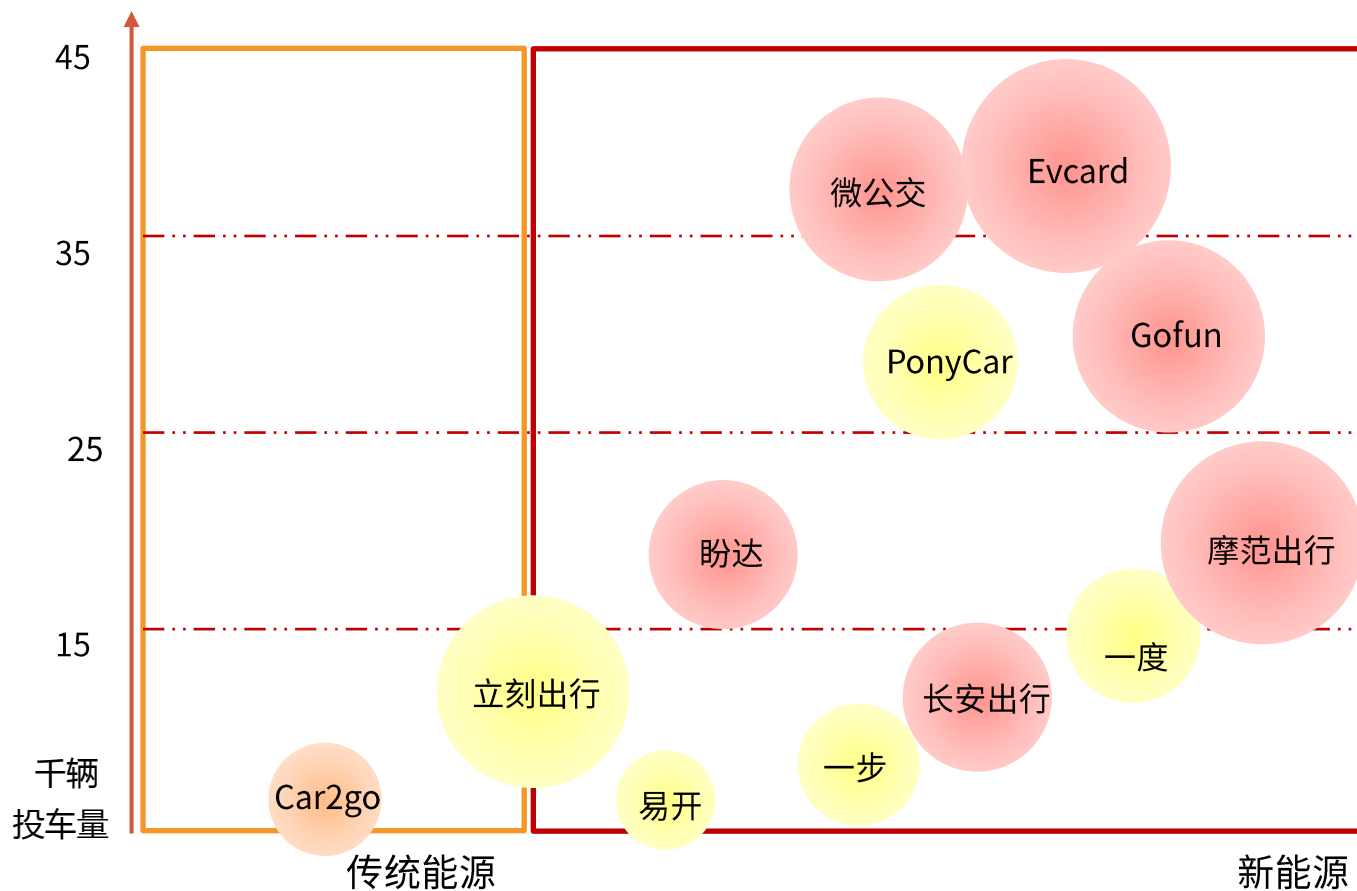 45
微公交
Evcard
35
PonyCar
Gofun
25
盼达
摩范出行
15
一度
立刻出行
长安出行
一步
易开
Car2go
千辆
投车量
传统能源
新能源